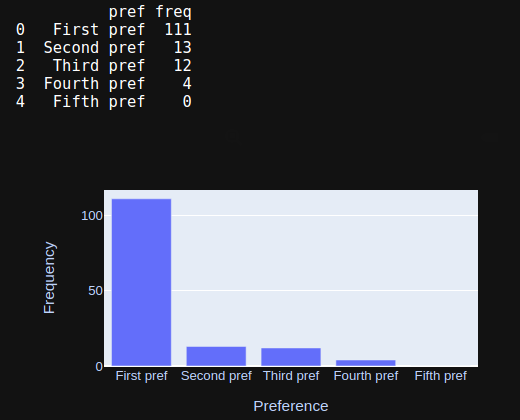 pref freq
0 First pref 111
1 Second pref 13
2 Third pref 12
3 Fourth pref 4
4 Fifth pref 0
100
50
0
Frequency
First pref Second pref Third pref Fourth pref Fifth pref
Preference